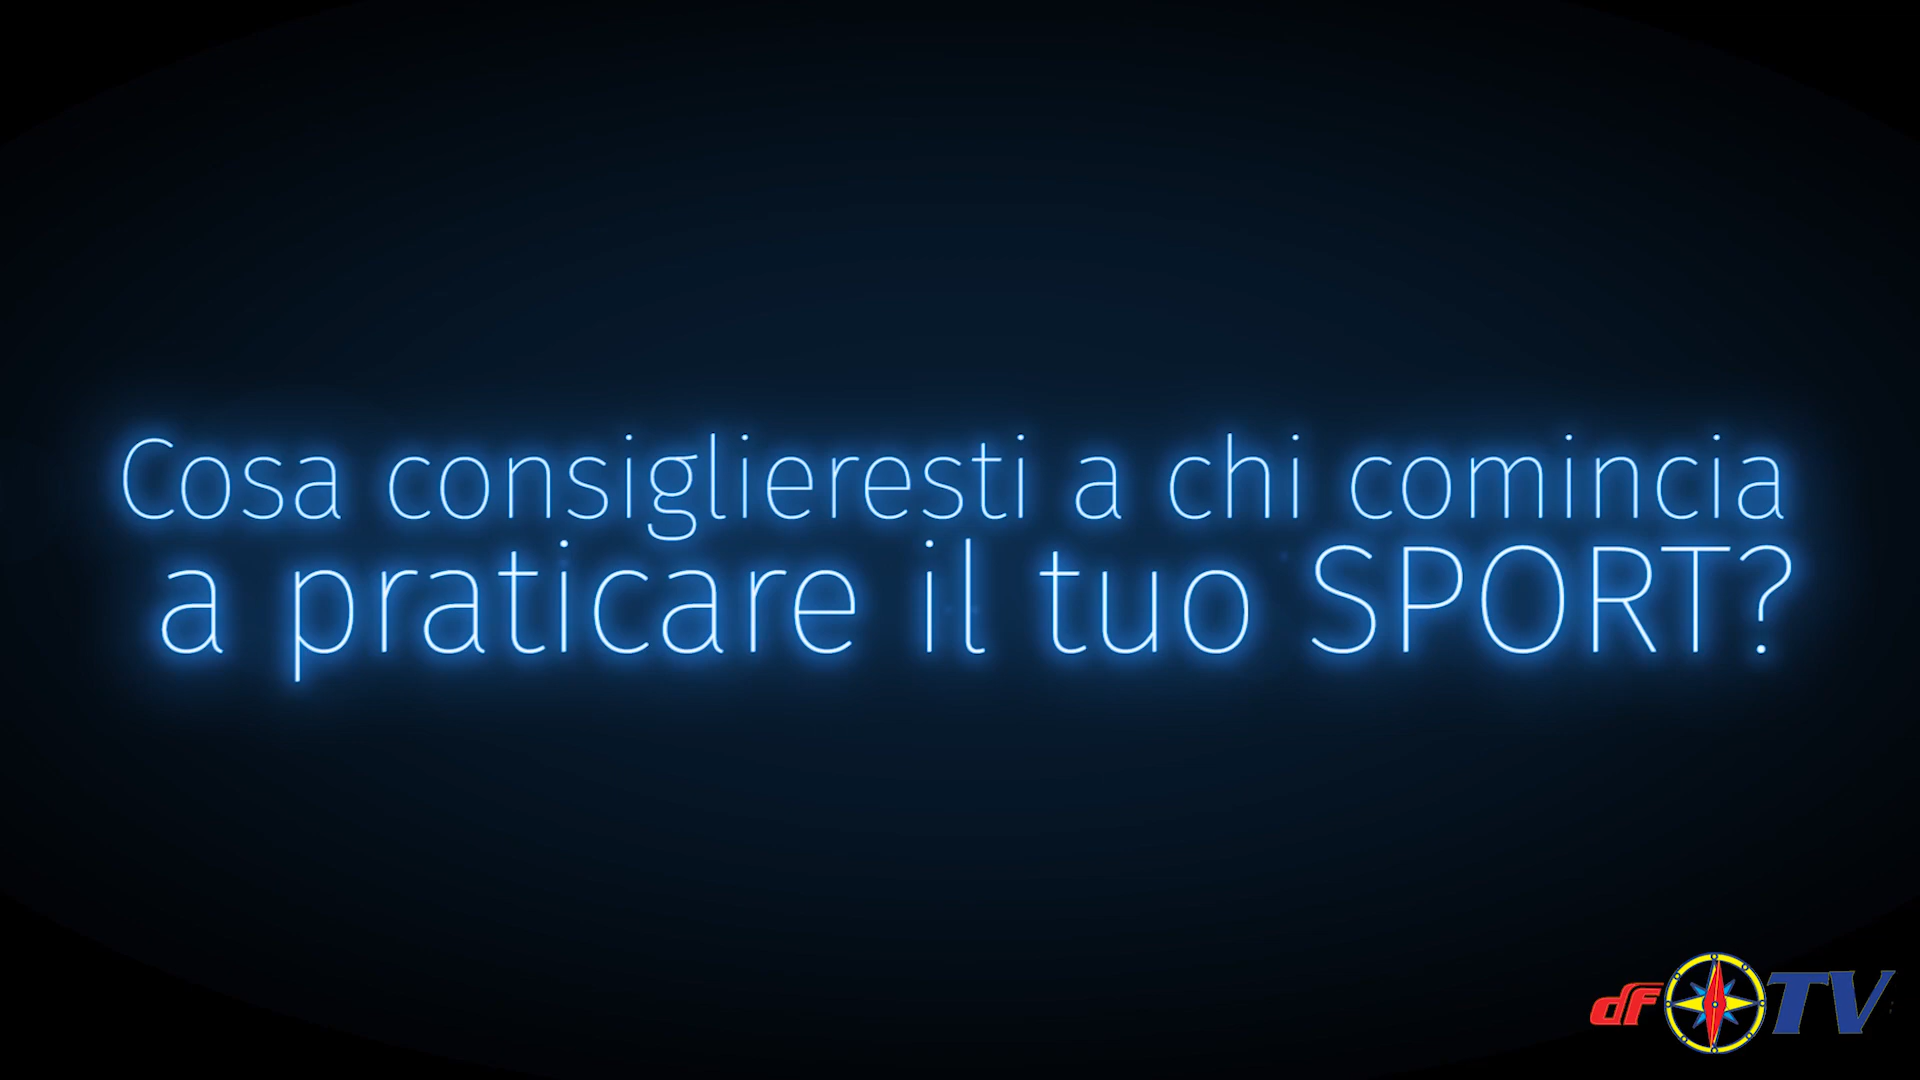 Cosa consiglieresti a chi comincia
a praticare il tuo SPORT?
dF TV